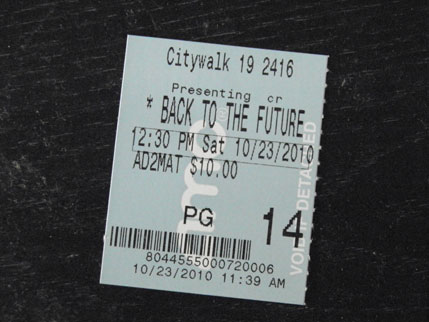 Citywalk 19 2416
Presenting cr
* BACK TO THE FUTURE
12:30 PM Sat 10/23/2010
AD2MAT $10.00
PG
14
8044555000720006
10/23/2010 11:39 AM
VOID DETACHED